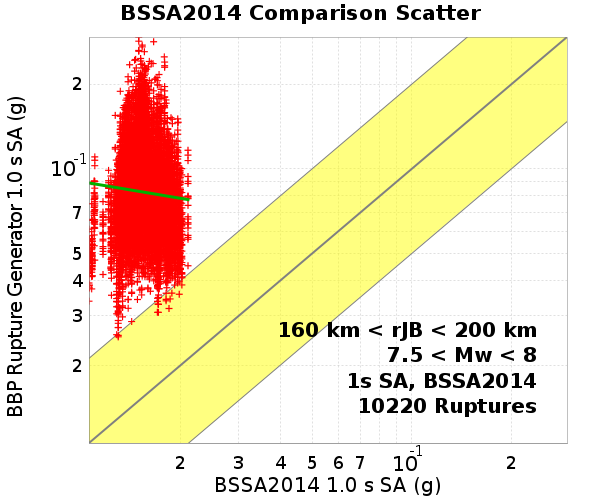 BSSA2014 Comparison Scatter
BBP Rupture Generator 1.0 s SA (g)
2
10-1
7
5
4
3
2
160 km < rJB < 200 km
7.5 < Mw < 8
1s SA, BSSA2014
10220 Ruptures
2 3 4 5 6 7 10-1 2
BSSA2014 1.0 s SA (g)